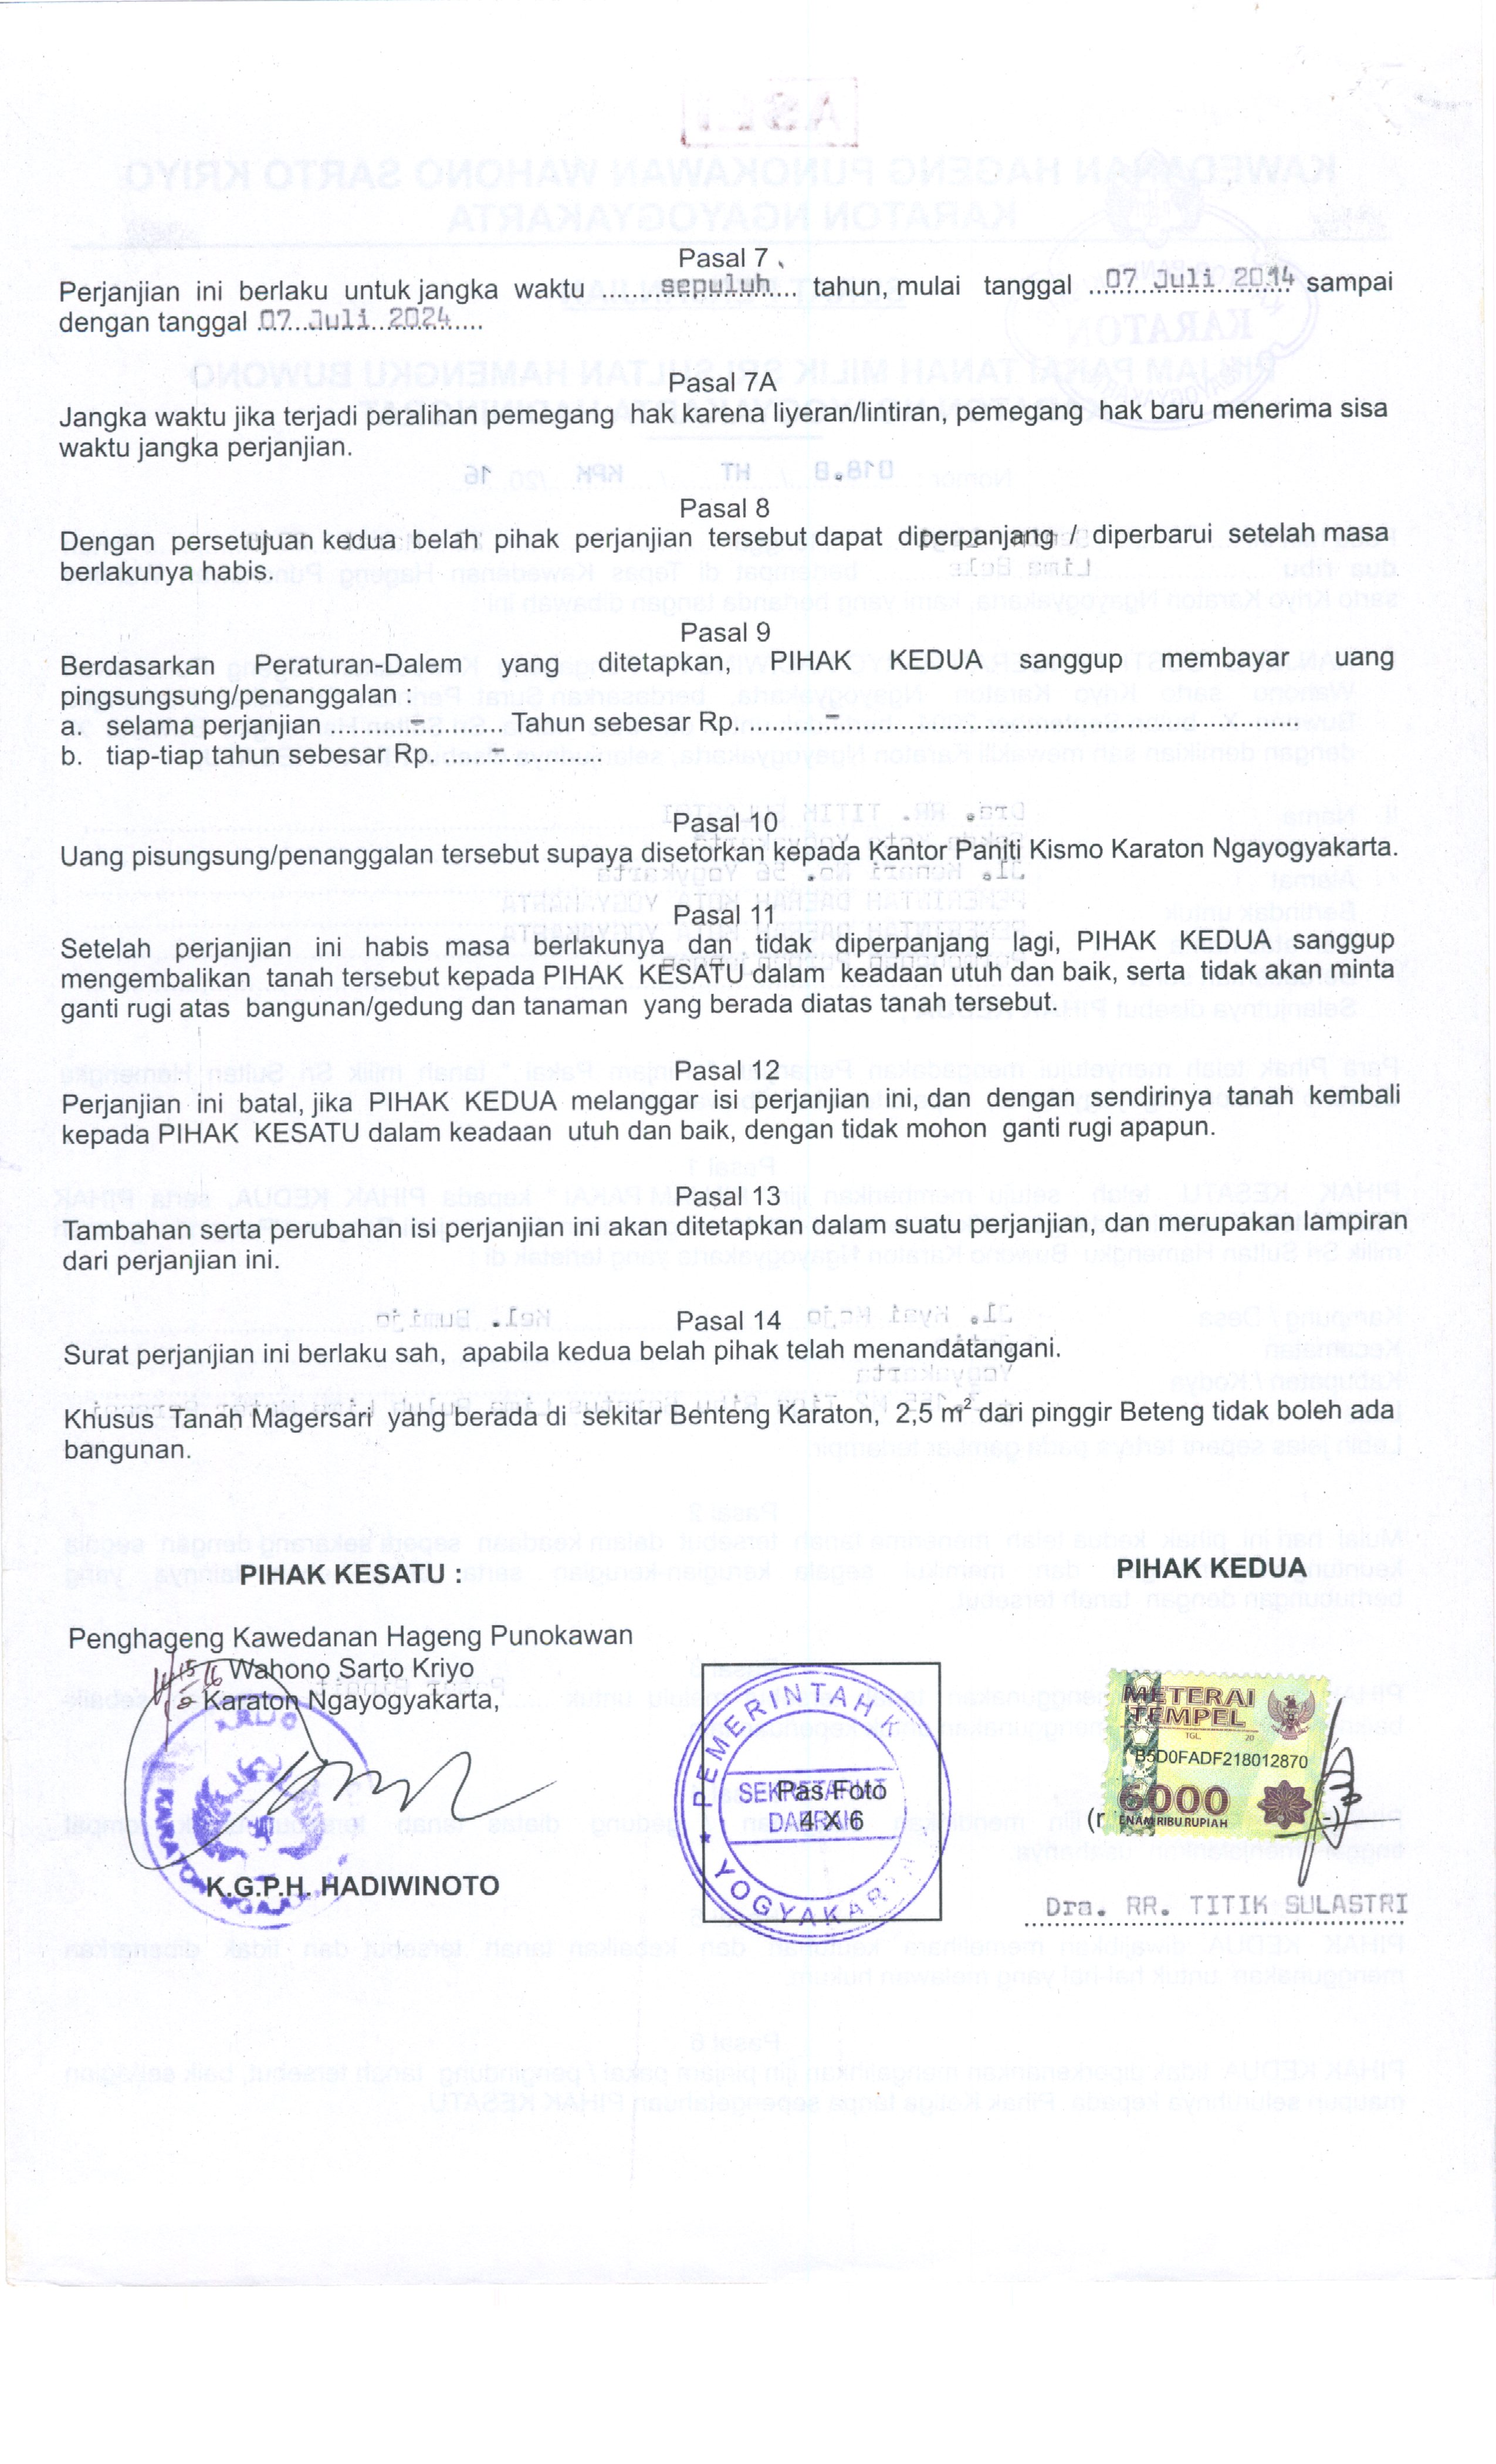 Pasal 7
Perjanjian ini berlaku untuk jangka waktu ......sepuluh...... tahun, mulai tanggal ...07 Juli 2014 sampai
dengan tanggal 07 Juli 2024......
Pasal 7A
Jangka waktu jika terjadi peralihan pemegang hak karena liyeran/lintiran, pemegang hak baru menerima sisa
waktu jangka perjanjian.
Pasal 8
Dengan persetujuan kedua belah pihak perjanjian tersebut dapat diperpanjang / diperbarui setelah masa
berlakunya habis.
Pasal 9
Berdasarkan Peraturan-Dalem yang ditetapkan, PIHAK KEDUA sanggup membayar uang
pingsungsung/penanggalan :
a. selama perjanjian ..........-.......... Tahun sebesar Rp. ..........-..............................
b. tiap-tiap tahun sebesar Rp. ......-............
Pasal 10
Uang pisungsung/penanggalan tersebut supaya disetorkan kepada Kantor Paniti Kismo Karaton Ngayogyakarta.
Pasal 11
Setelah perjanjian ini habis masa berlakunya dan tidak diperpanjang lagi, PIHAK KEDUA sanggup
mengembalikan tanah tersebut kepada PIHAK KESATU dalam keadaan utuh dan baik, serta tidak akan minta
ganti rugi atas bangunan/gedung dan tanaman yang berada diatas tanah tersebut.
Pasal 12
Perjanjian ini batal, jika PIHAK KEDUA melanggar isi perjanjian ini, dan dengan sendirinya tanah kembali
kepada PIHAK KESATU dalam keadaan utuh dan baik, dengan tidak mohon ganti rugi apapun.
Pasal 13
Tambahan serta perubahan isi perjanjian ini akan ditetapkan dalam suatu perjanjian, dan merupakan lampiran
dari perjanjian ini.
Pasal 14
Surat perjanjian ini berlaku sah, apabila kedua belah pihak telah menandatangani.
Khusus Tanah Magersari yang berada di sekitar Benteng Karaton, 2,5 m² dari pinggir Beteng tidak boleh ada
bangunan.
PIHAK KESATU :
PIHAK KEDUA
Penghageng Kawedanan Hageng Punokawan
Wahono Sarto Kriyo
Karaton Ngayogyakarta,
K.G.P.H. HADIWINOTO
PEMERINTAH K
SEKRETARIAT
DAERAH
YOGYAKARTA
Pas Foto
4 X 6
METERAI
TEMPEL
TGL. 20
B5D0FADF218012870
6000
ENAM RIBU RUPIAH
Dra. RR. TITIK SULASTRI